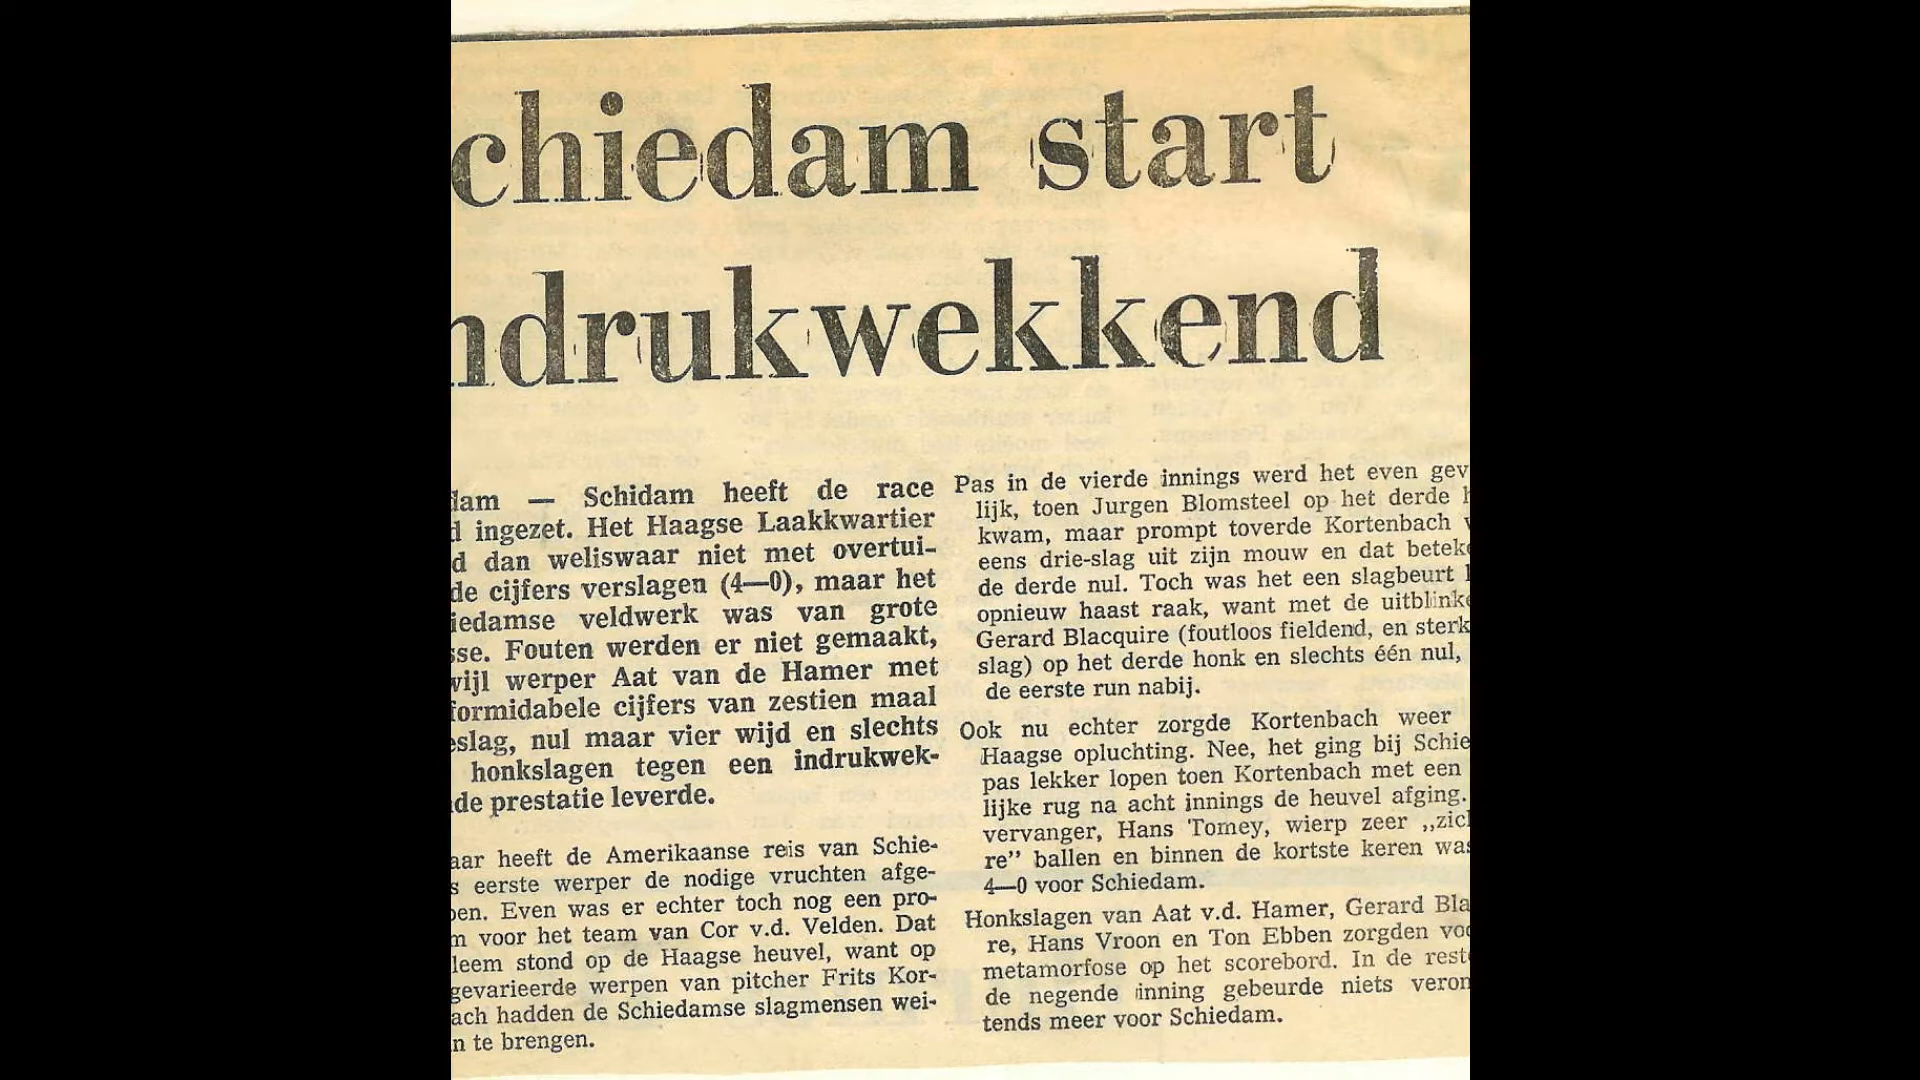 chiedam start
ndrukwekkend
dam — Schidam heeft de race
d ingezet. Het Haagse Laakkwartier
d dan weliswaar niet met overtui-
de cijfers verslagen (4—0), maar het
iedamse veldwerk was van grote
sse. Fouten werden er niet gemaakt,
wijl werper Aat van de Hamer met
formidabele cijfers van zestien maal
eslag, nul maar vier wijd en slechts
honkslagen tegen een indrukwek-
de prestatie leverde.
aar heeft de Amerikaanse reis van Schie-
s eerste werper de nodige vruchten afge-
pen. Even was er echter toch nog een pro-
m voor het team van Cor v.d. Velden. Dat
leem stond op de Haagse heuvel, want op
gevarieerde werpen van pitcher Frits Kor-
ach hadden de Schiedamse slagmensen wei-
n te brengen.
Pas in de vierde innings werd het even gev
lijk, toen Jurgen Blomsteel op het derde h
kwam, maar prompt toverde Kortenbach v
eens drie-slag uit zijn mouw en dat beteke
de derde nul. Toch was het een slagbeurt l
opnieuw haast raak, want met de uitblinke
Gerard Blacquire (foutloos fieldend, en sterk
slag) op het derde honk en slechts één nul,
de eerste run nabij.
Ook nu echter zorgde Kortenbach weer
Haagse opluchting. Nee, het ging bij Schie
pas lekker lopen toen Kortenbach met een
lijke rug na acht innings de heuvel afging.
vervanger, Hans Tomey, wierp zeer „zicl
re” ballen en binnen de kortste keren was
4—0 voor Schiedam.
Honkslagen van Aat v.d. Hamer, Gerard Bla
re, Hans Vroon en Ton Ebben zorgden voo
metamorfose op het scorebord. In de reste
de negende inning gebeurde niets veron
tends meer voor Schiedam.